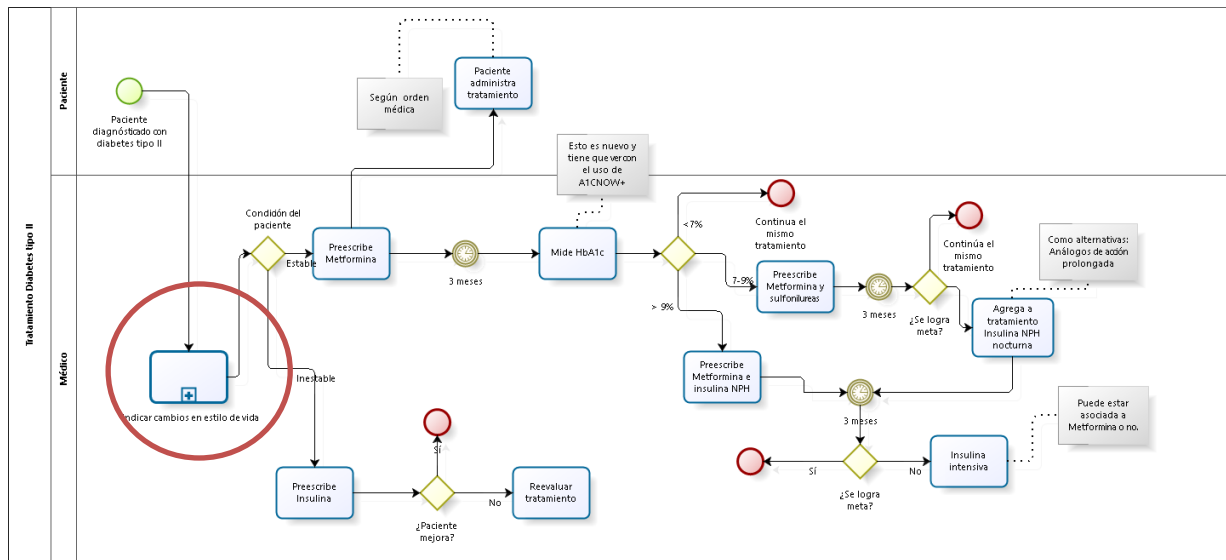 Tratamiento Diabetes tipo II
Paciente
Médico
Paciente
diagnósticado con
diabetes tipo II
Según orden
médica
Paciente
administra
tratamiento
Esto es nuevo y
tiene que ver con
el uso de
A1CNOW+
Condición del
paciente
Estable
Preescribe
Metformina
3 meses
Mide HbA1c
<7%
Continua el
mismo
tratamiento
7-9%
> 9%
Preescribe
Metformina y
sulfonilureas
3 meses
¿Se logra
meta?
Continúa el
mismo
tratamiento
Como alternativas:
Análogos de acción
prolongada
Agrega a
tratamiento
Insulina NPH
nocturna
Preescribe
Metformina e
insulina NPH
3 meses
Puede estar
asociada a
Metformina o no.
¿Se logra
meta?
Sí
No
Insulina
intensiva
Indicar cambios en estilo de vida
Inestable
Preescribe
Insulina
¿Paciente
mejora?
Sí
No
Reevaluar
tratamiento